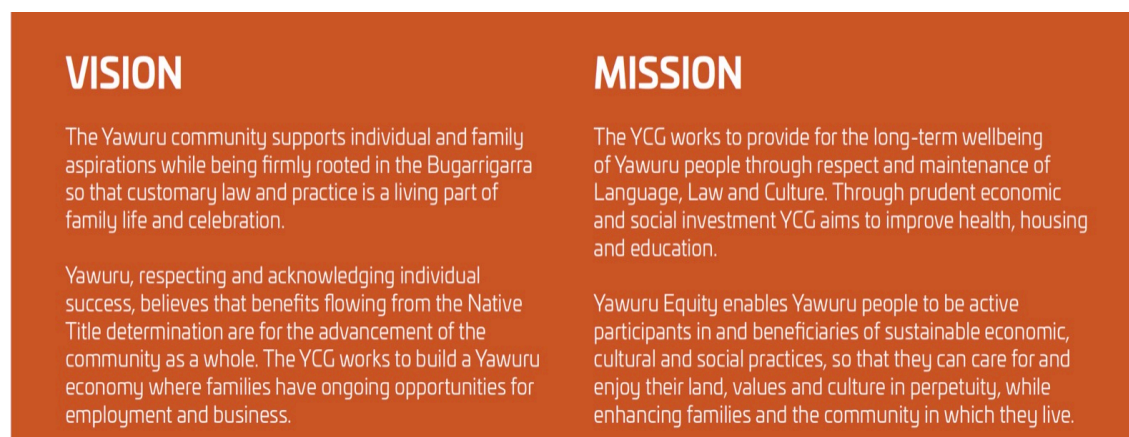 VISION
The Yawuru community supports individual and family
aspirations while being firmly rooted in the Bugarrigarra
so that customary law and practice is a living part of
family life and celebration.
Yawuru, respecting and acknowledging individual
success, believes that benefits flowing from the Native
Title determination are for the advancement of the
community as a whole. The YCG works to build a Yawuru
economy where families have ongoing opportunities for
employment and business.
MISSION
The YCG works to provide for the long-term wellbeing
of Yawuru people through respect and maintenance of
Language, Law and Culture. Through prudent economic
and social investment YCG aims to improve health, housing
and education.
Yawuru Equity enables Yawuru people to be active
participants in and beneficiaries of sustainable economic,
cultural and social practices, so that they can care for and
enjoy their land, values and culture in perpetuity, while
enhancing families and the community in which they live.